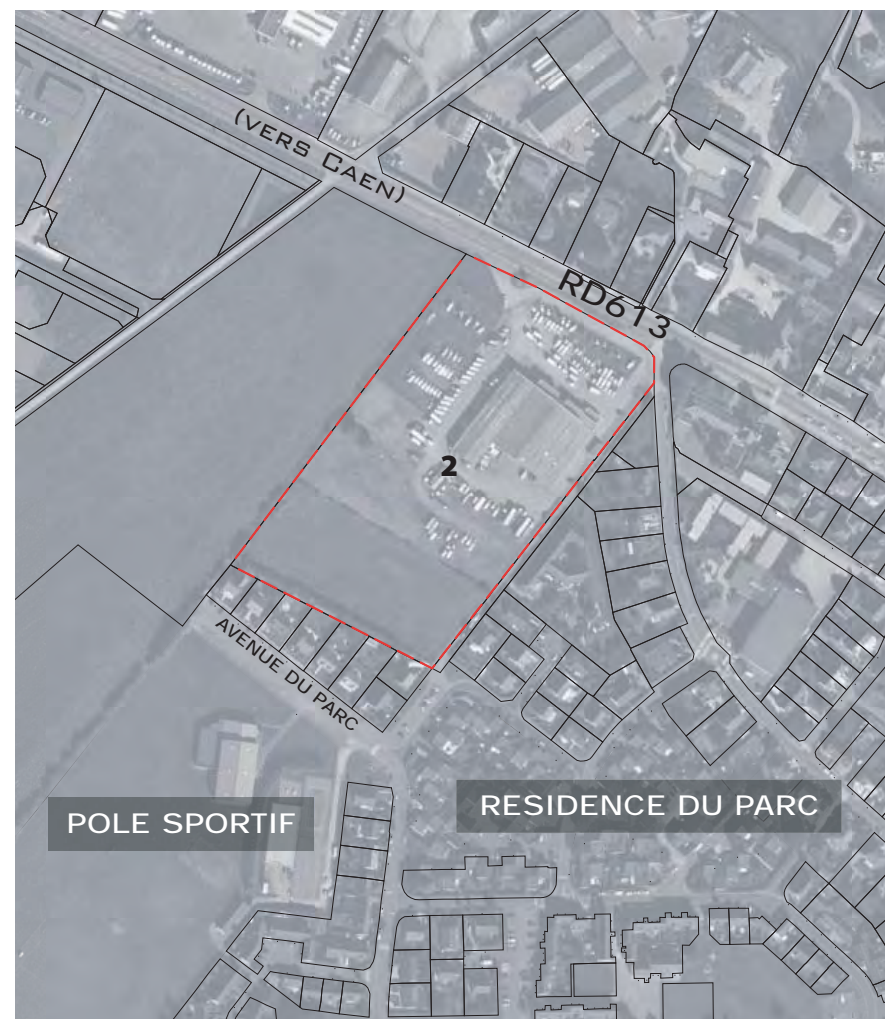 (VERS CAEN)
RD613
2
AVENUE DU PARC
POLE SPORTIF
RESIDENCE DU PARC